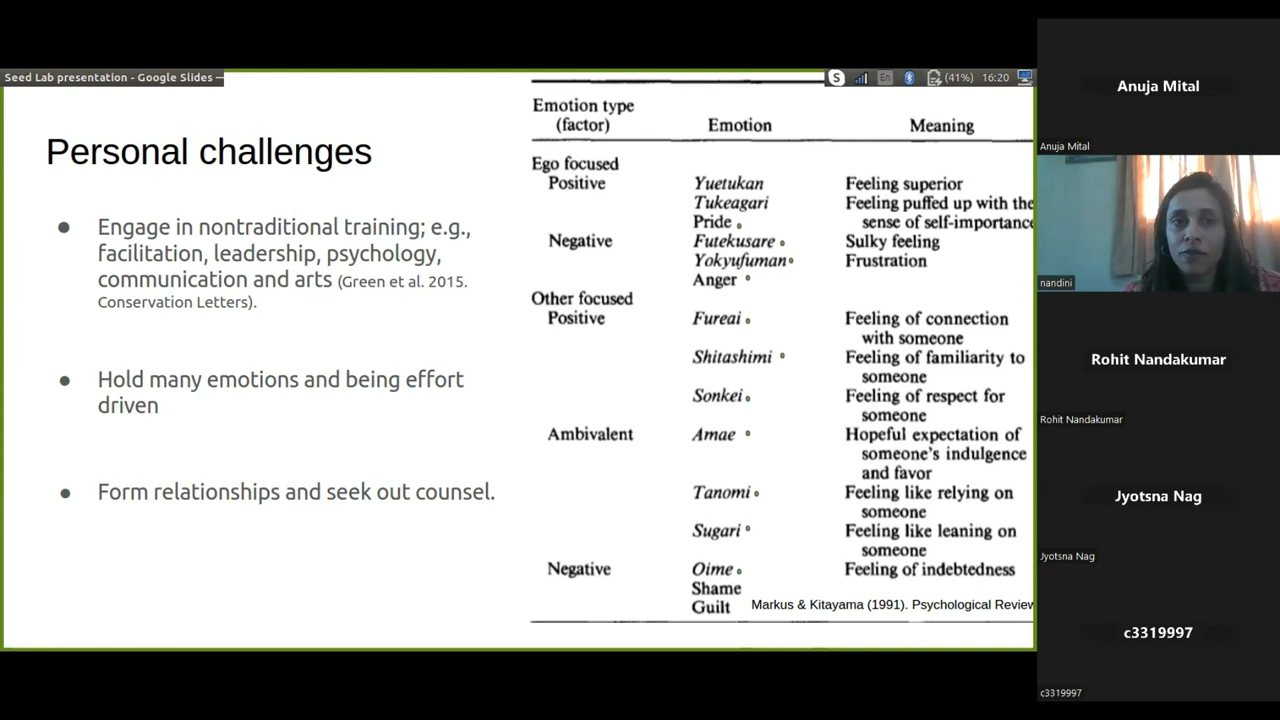 Seed Lab presentation - Google Slides —
S En (41%) 16:20
Personal challenges
● Engage in nontraditional training; e.g.,
facilitation, leadership, psychology,
communication and arts (Green et al. 2015.
Conservation Letters).
● Hold many emotions and being effort
driven
● Form relationships and seek out counsel.
Emotion type
(factor) Emotion Meaning
Ego focused
Positive Yuetukan Feeling superior
Tukeagari Feeling puffed up with the
Pride sense of self-importance
Negative Futekusare Sulky feeling
Yokyufuman Frustration
Anger
Other focused
Positive Fureai Feeling of connection
with someone
Shitashimi Feeling of familiarity to
someone
Sonkei Feeling of respect for
someone
Ambivalent Amae Hopeful expectation of
someone's indulgence
and favor
Tanomi Feeling like relying on
someone
Sugari Feeling like leaning on
someone
Negative Oime Feeling of indebtedness
Shame
Guilt Markus & Kitayama (1991). Psychological Review
Anuja Mital
Anuja Mital
nandini
Rohit Nandakumar
Rohit Nandakumar
Jyotsna Nag
Jyotsna Nag
c3319997
c3319997